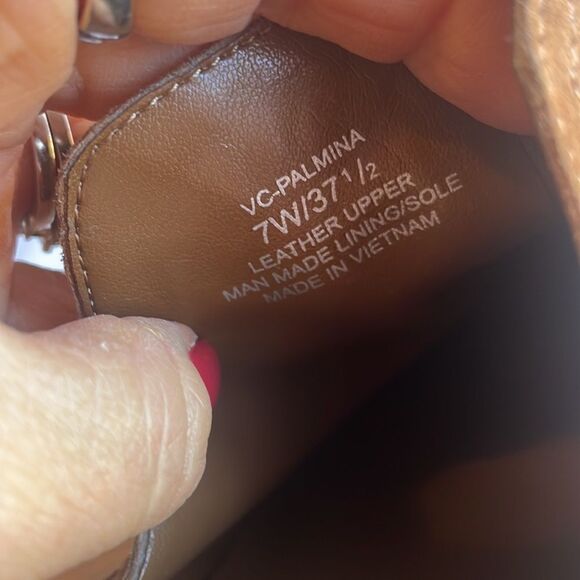 VC-PALMINA
7W/37 1/2
LEATHER UPPER
MAN MADE LINING/SOLE
MADE IN VIETNAM